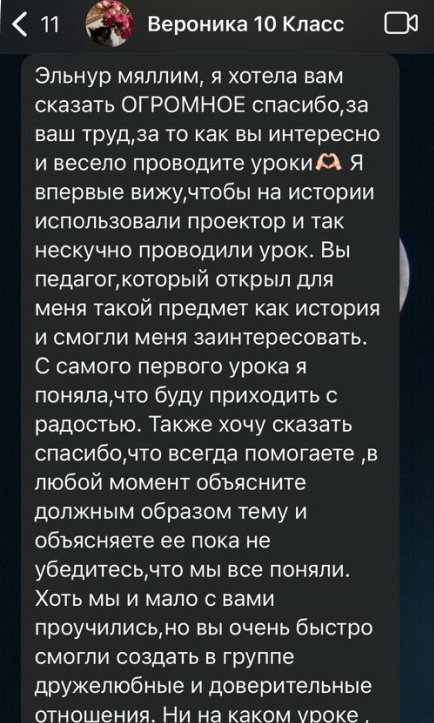 11
Вероника 10 Класс
Эльнур мяллим, я хотела вам
сказать ОГРОМНОЕ спасибо,за
ваш труд,за то как вы интересно
и весело проводите уроки🫶🏻 Я
впервые вижу,чтобы на истории
использовали проектор и так
нескучно проводили урок. Вы
педагог,который открыл для
меня такой предмет как история
и смогли меня заинтересовать.
С самого первого урока я
поняла,что буду приходить с
радостью. Также хочу сказать
спасибо,что всегда помогаете ,в
любой момент объясните
должным образом тему и
объясняете ее пока не
убедитесь,что мы все поняли.
Хоть мы и мало с вами
проучились,но вы очень быстро
смогли создать в группе
дружелюбные и доверительные
отношения. Ни на каком уроке ,